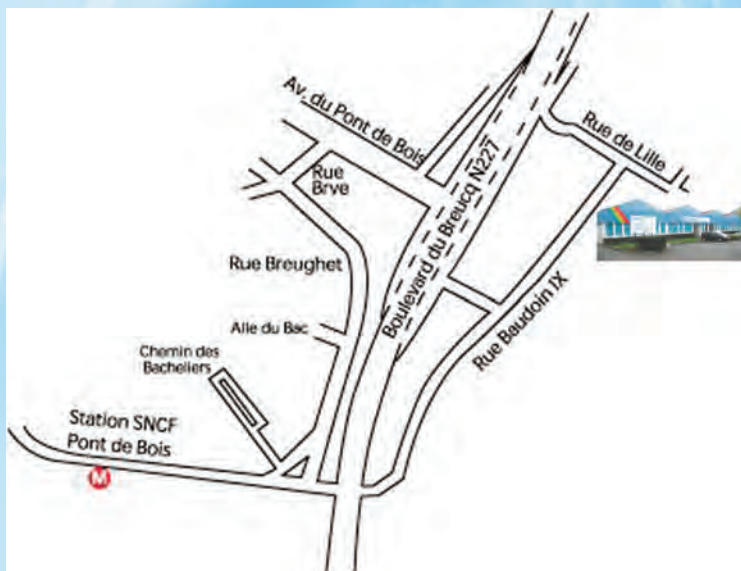 Av. du Pont de Bois
Rue de Lille
Boulevard du Breucq N227
Rue
Brve
Rue Breughet
Rue Baudoin IX
Alle du Bac
Chemin des
Bacheliers
Station SNCF
Pont de Bois
M